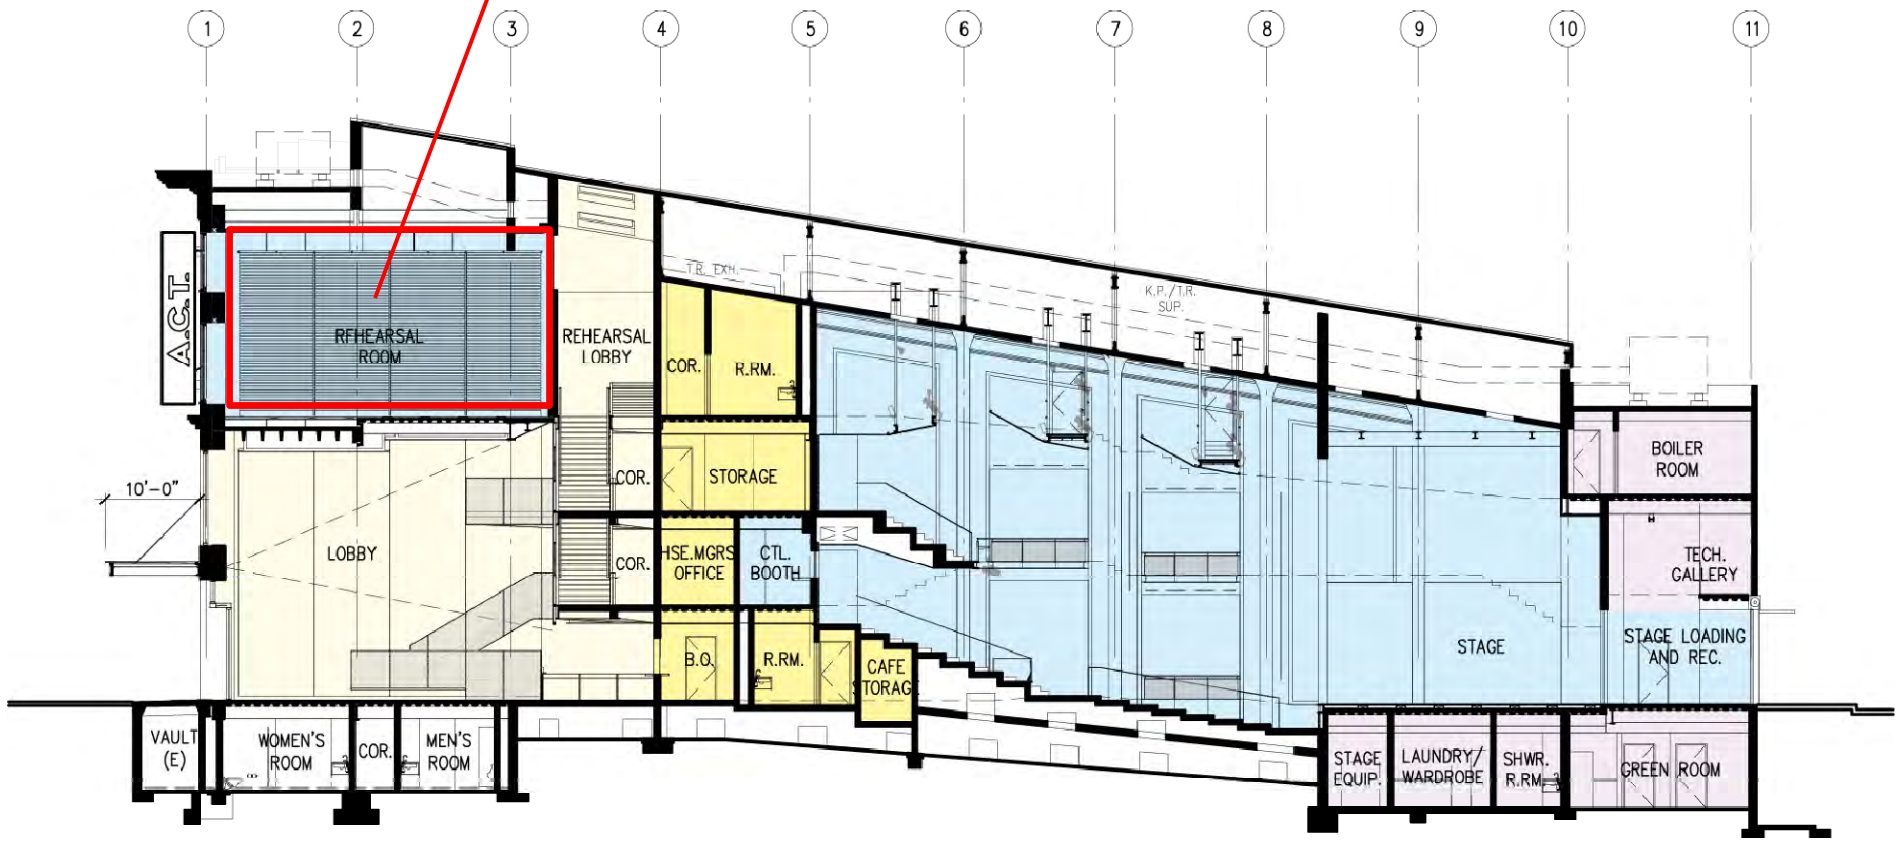 1 2 3 4 5 6 7 8 9 10 11
T.R. EXH.
K.P./T.R.
SUP.
A.C.T.
REHEARSAL
ROOM
REHEARSAL
LOBBY
COR.
R.RM.
BOILER
ROOM
STORAGE
COR.
10'-0"
LOBBY
COR.
HSE.MGRS
OFFICE
CTL.
BOOTH
TECH.
GALLERY
STAGE
STAGE LOADING
AND REC.
B.O.
R.RM.
CAFE
STORAGE
VAULT
(E)
WOMEN'S
ROOM
COR.
MEN'S
ROOM
STAGE
EQUIP.
LAUNDRY/
WARDROBE
SHWR.
R.RM.
GREEN ROOM